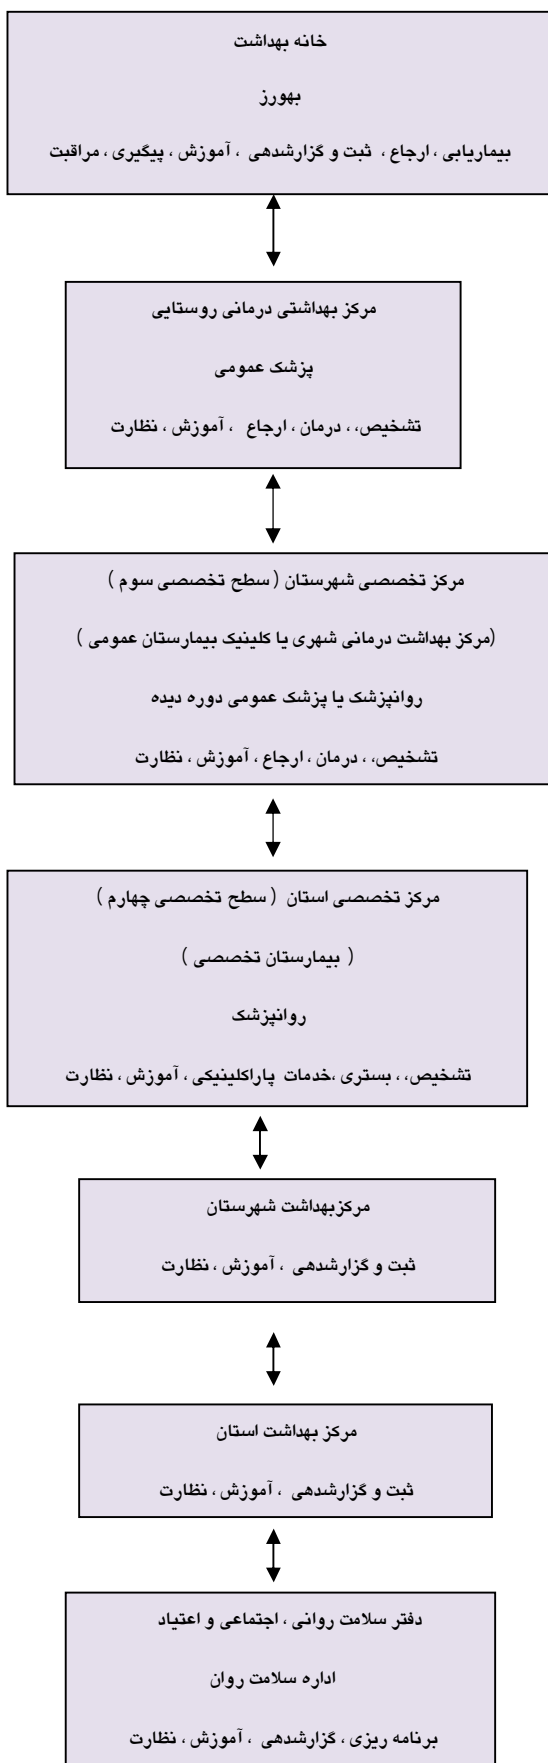 خانه بهداشت
بهورز
بیماریابی ، ارجاع ، ثبت و گزارشدهی ، آموزش ، پیگیری ، مراقبت
مرکز بهداشتی درمانی روستایی
پزشک عمومی
تشخیص، ، درمان ، ارجاع ، آموزش ، نظارت
مرکز تخصصی شهرستان ( سطح تخصصی سوم )
(مرکز بهداشت درمانی شهری یا کلینیک بیمارستان عمومی )
روانپزشک یا پزشک عمومی دوره دیده
تشخیص، ، درمان ، ارجاع ، آموزش ، نظارت
مرکز تخصصی استان ( سطح تخصصی چهارم )
( بیمارستان تخصصی )
روانپزشک
تشخیص، ، بستری ،خدمات پاراکلینیکی ، آموزش ، نظارت
مرکزبهداشت شهرستان
ثبت و گزارشدهی ، آموزش ، نظارت
مرکز بهداشت استان
ثبت و گزارشدهی ، آموزش ، نظارت
دفتر سلامت روانی ، اجتماعی و اعتیاد
اداره سلامت روان
برنامه ریزی ، گزارشدهی ، آموزش ، نظارت